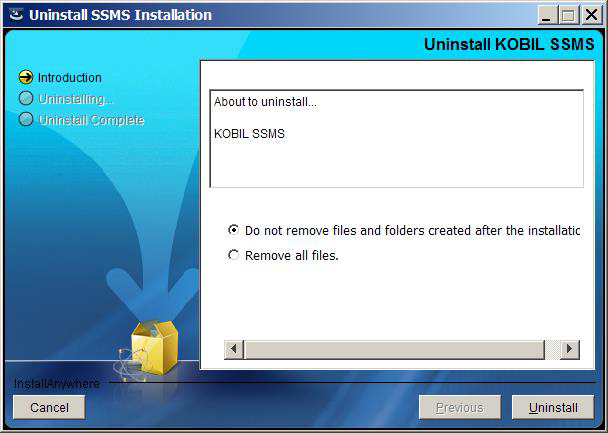 Uninstall SSMS Installation
Uninstall KOBIL SSMS
Introduction
Uninstalling...
Uninstall Complete
About to uninstall...
KOBIL SSMS
Do not remove files and folders created after the installatic
Remove all files.
InstallAnywhere
Cancel
Previous
Uninstall